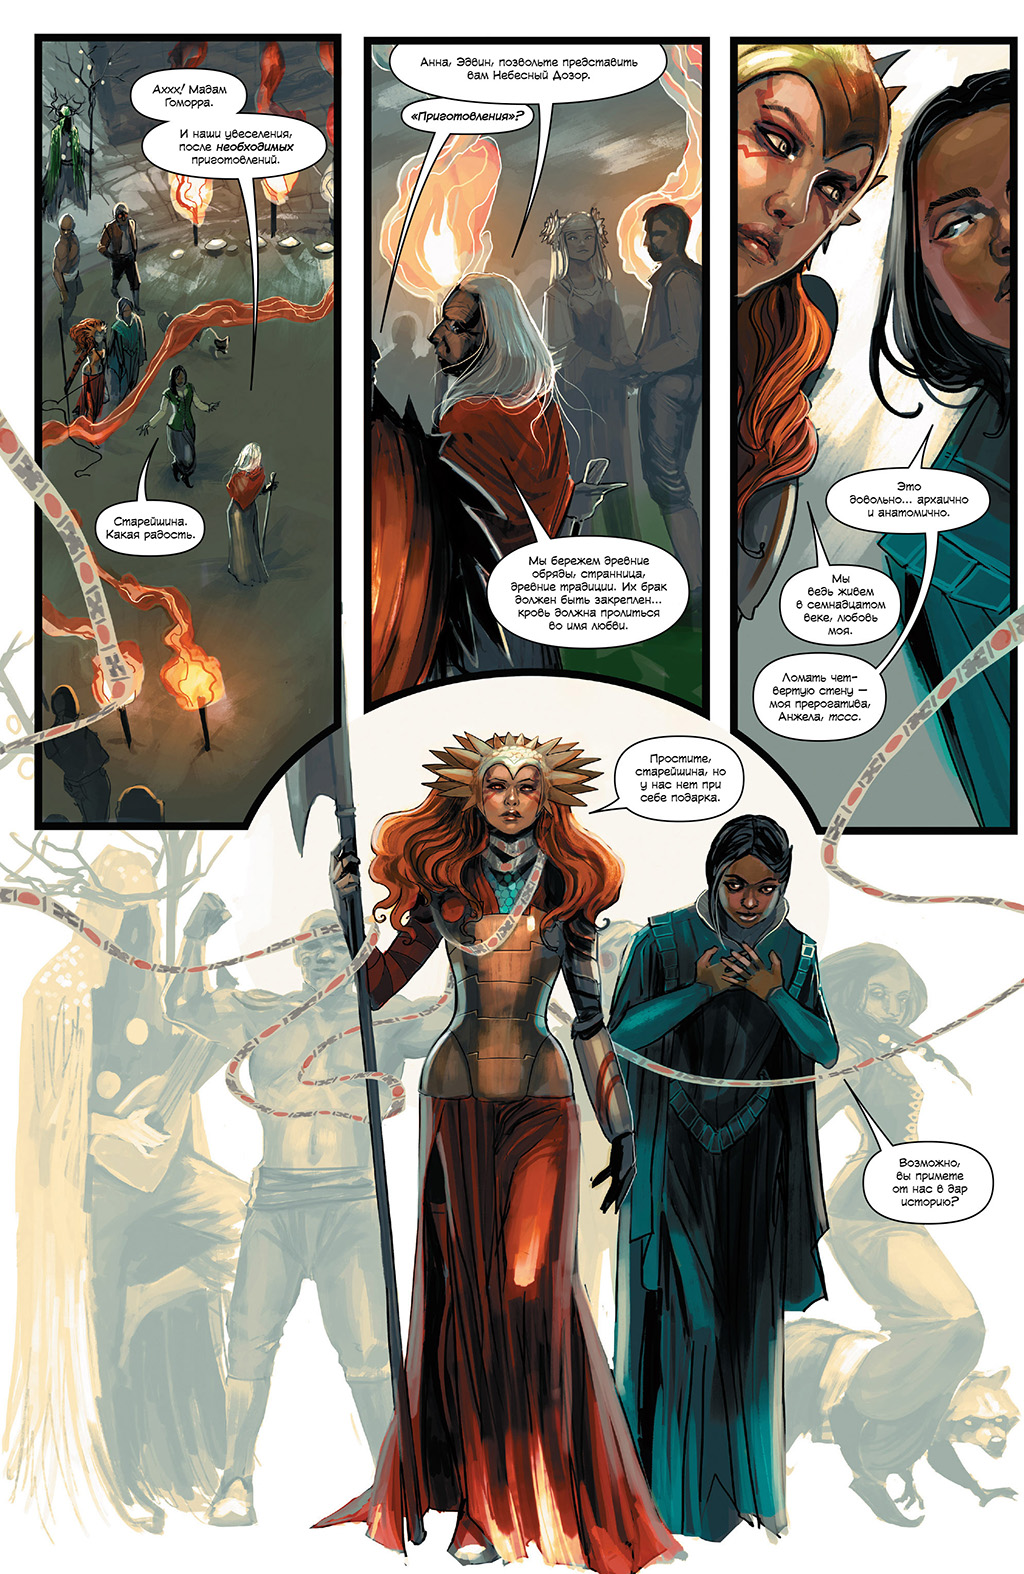 Аххх! Мадам
Гоморра.
И наши увеселения,
после необходимых
приготовлений.
Старейшина.
Какая радость.
Анна, Эдвин, позвольте представить
вам Небесный Дозор.
«Приготовления»?
Мы бережем древние
обряды, странница,
древние традиции. Их брак
должен быть закреплен...
кровь должна пролиться
во имя любви.
Это
довольно... архаично
и анатомично.
Мы
ведь живем
в семнадцатом
веке, любовь
моя.
Ломать чет-
вертую стену —
моя прерогатива,
Анжела, тссс.
Простите,
старейшина, но
у нас нет при
себе подарка.
Возможно,
вы примете
от нас в дар
историю?